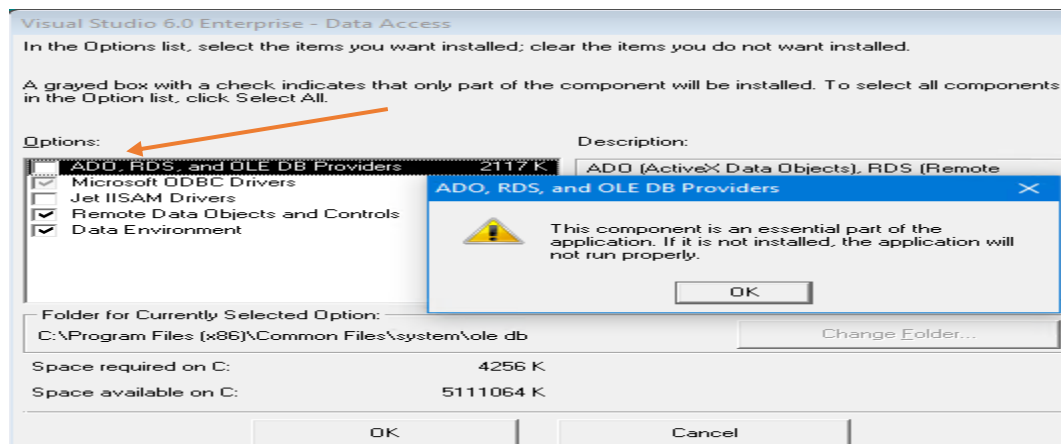 Visual Studio 6.0 Enterprise - Data Access
In the Options list, select the items you want installed; clear the items you do not want installed.
A grayed box with a check indicates that only part of the component will be installed. To select all components
in the Option list, click Select All.
Options:
Description:
ADO, RDS, and OLE DB Providers 2117 K
ADO (ActiveX Data Objects), RDS (Remote
Microsoft ODBC Drivers
Jet IISAM Drivers
Remote Data Objects and Controls
Data Environment
ADO, RDS, and OLE DB Providers
This component is an essential part of the
application. If it is not installed, the application will
not run properly.
OK
Folder for Currently Selected Option:
C:\Program Files (x86)\Common Files\system\ole db
Change Folder...
Space required on C: 4256 K
Space available on C: 5111064 K
OK
Cancel